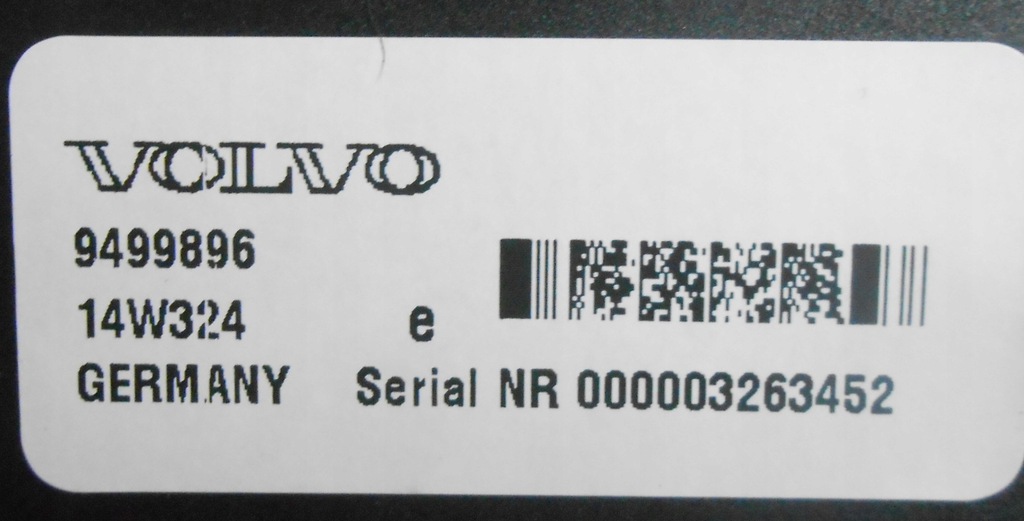 VOLVO
9499896
14W324 e
GERMANY Serial NR 000003263452